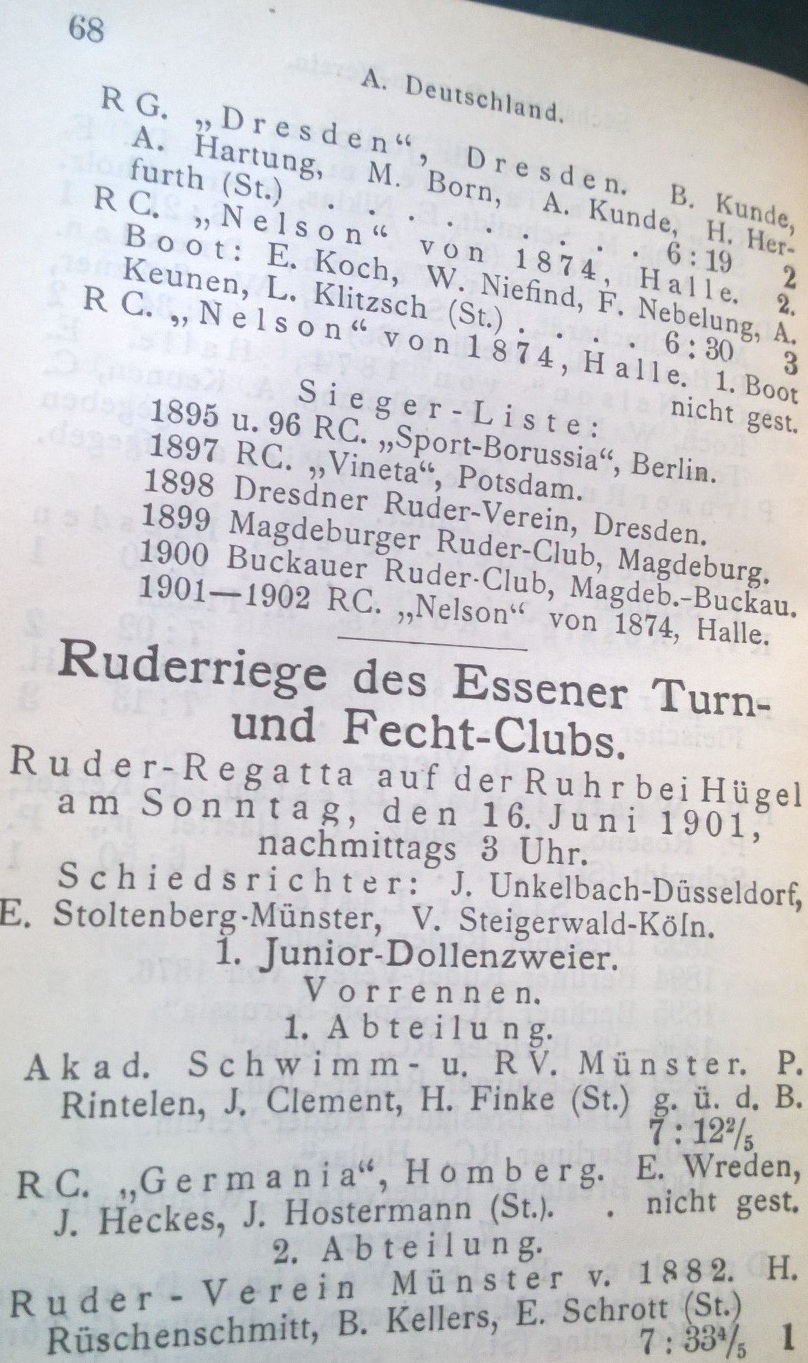 68
A. Deutschland.
R G. „Dresden“, Dresden. B. Kunde,
A. Hartung, M. Born, A. Kunde, H. Her-
furth (St.) . . . . . . . . . 6 : 19 2
R C. „Nelson“ von 1874, Halle. 2.
Boot: E. Koch, W. Niefind, F. Nebelung, A.
Keunen, L. Klitzsch (St.) . . . . 6 : 30 3
R C. „Nelson“ von 1874, Halle. 1. Boot
nicht gest.
Sieger-Liste:
1895 u. 96 RC. „Sport-Borussia“, Berlin.
1897 RC. „Vineta“, Potsdam.
1898 Dresdner Ruder-Verein, Dresden.
1899 Magdeburger Ruder-Club, Magdeburg.
1900 Buckauer Ruder-Club, Magdeb.-Buckau.
1901—1902 RC. „Nelson“ von 1874, Halle.
Ruderriege des Essener Turn-
und Fecht-Clubs.
Ruder-Regatta auf der Ruhr bei Hügel
am Sonntag, den 16. Juni 1901,
nachmittags 3 Uhr.
Schiedsrichter: J. Unkelbach-Düsseldorf,
E. Stoltenberg-Münster, V. Steigerwald-Köln.
1. Junior-Dollenzweier.
Vorrennen.
1. Abteilung.
Akad. Schwimm- u. RV. Münster. P.
Rintelen, J. Clement, H. Finke (St.) g. ü. d. B.
7 : 12²/₅
R C. „Germania“, Homberg. E. Wreden,
J. Heckes, J. Hostermann (St.). . nicht gest.
2. Abteilung.
Ruder-Verein Münster v. 1882. H.
Rüschenschmitt, B. Kellers, E. Schrott (St.)
7 : 33⁴/₅ 1